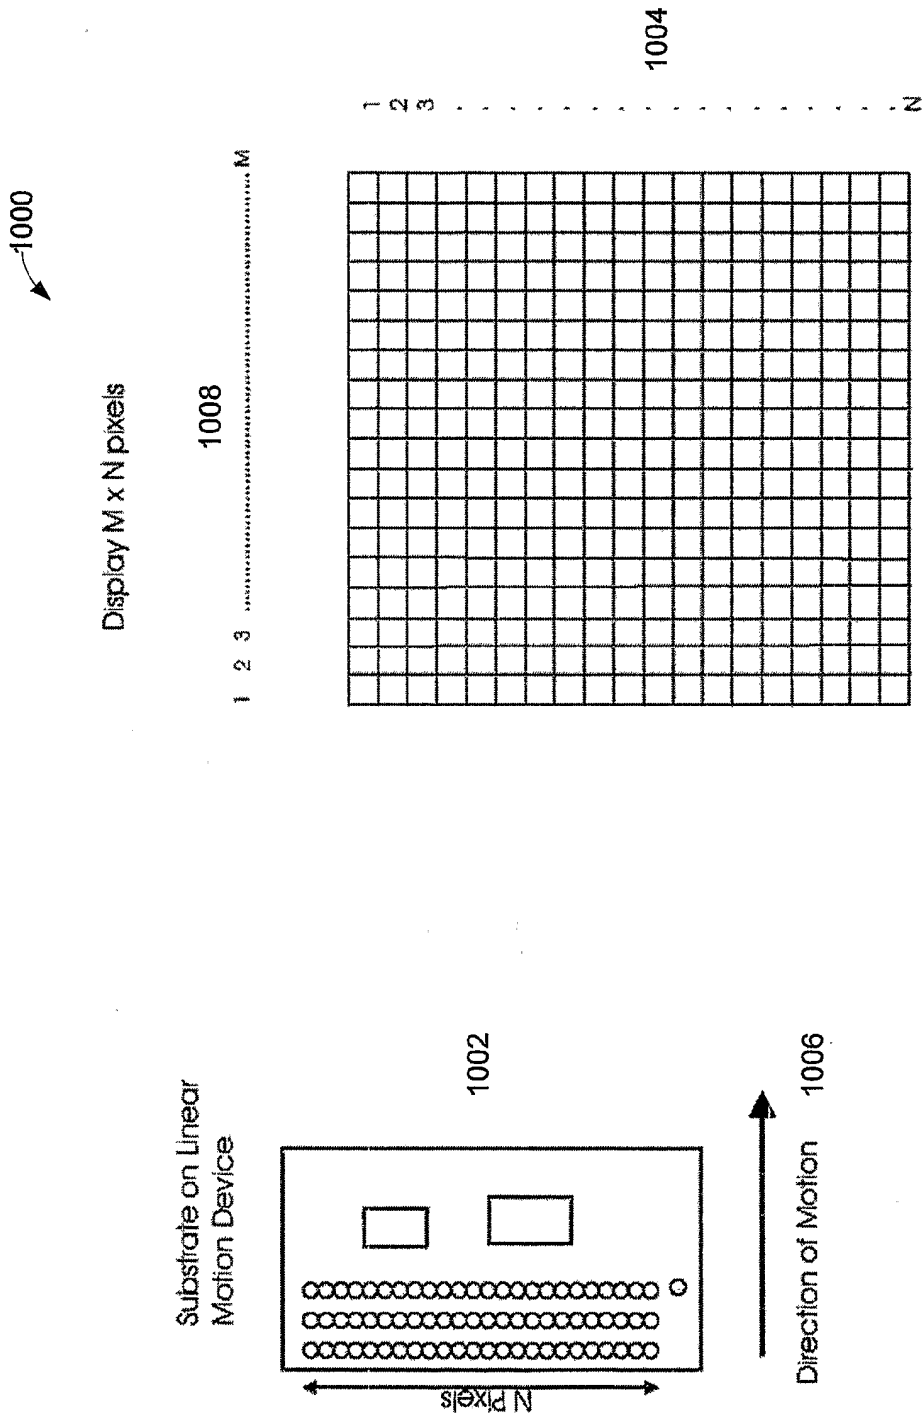 1000
Display M x N pixels
1008
1 2 3 M
1
2
3
N
1004
Substrate on Linear
Motion Device
1002
N Pixels
Direction of Motion
1006